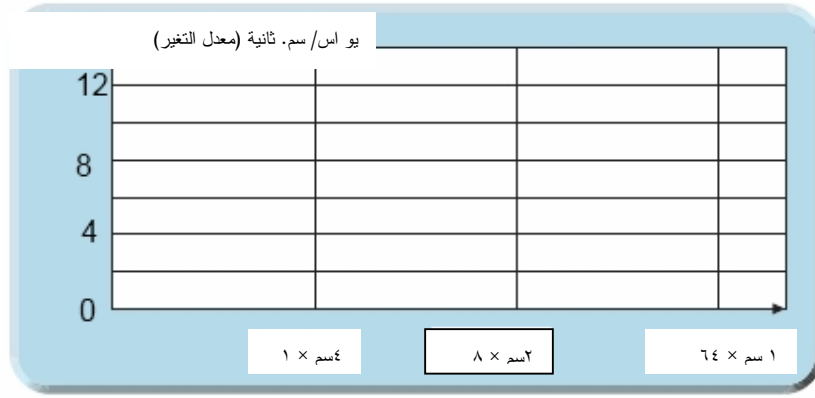 يو اس/ سم. ثانية (معدل التغير)
12
8
4
0
٤سم × ١
٢سم × ٨
١ سم × ٦٤